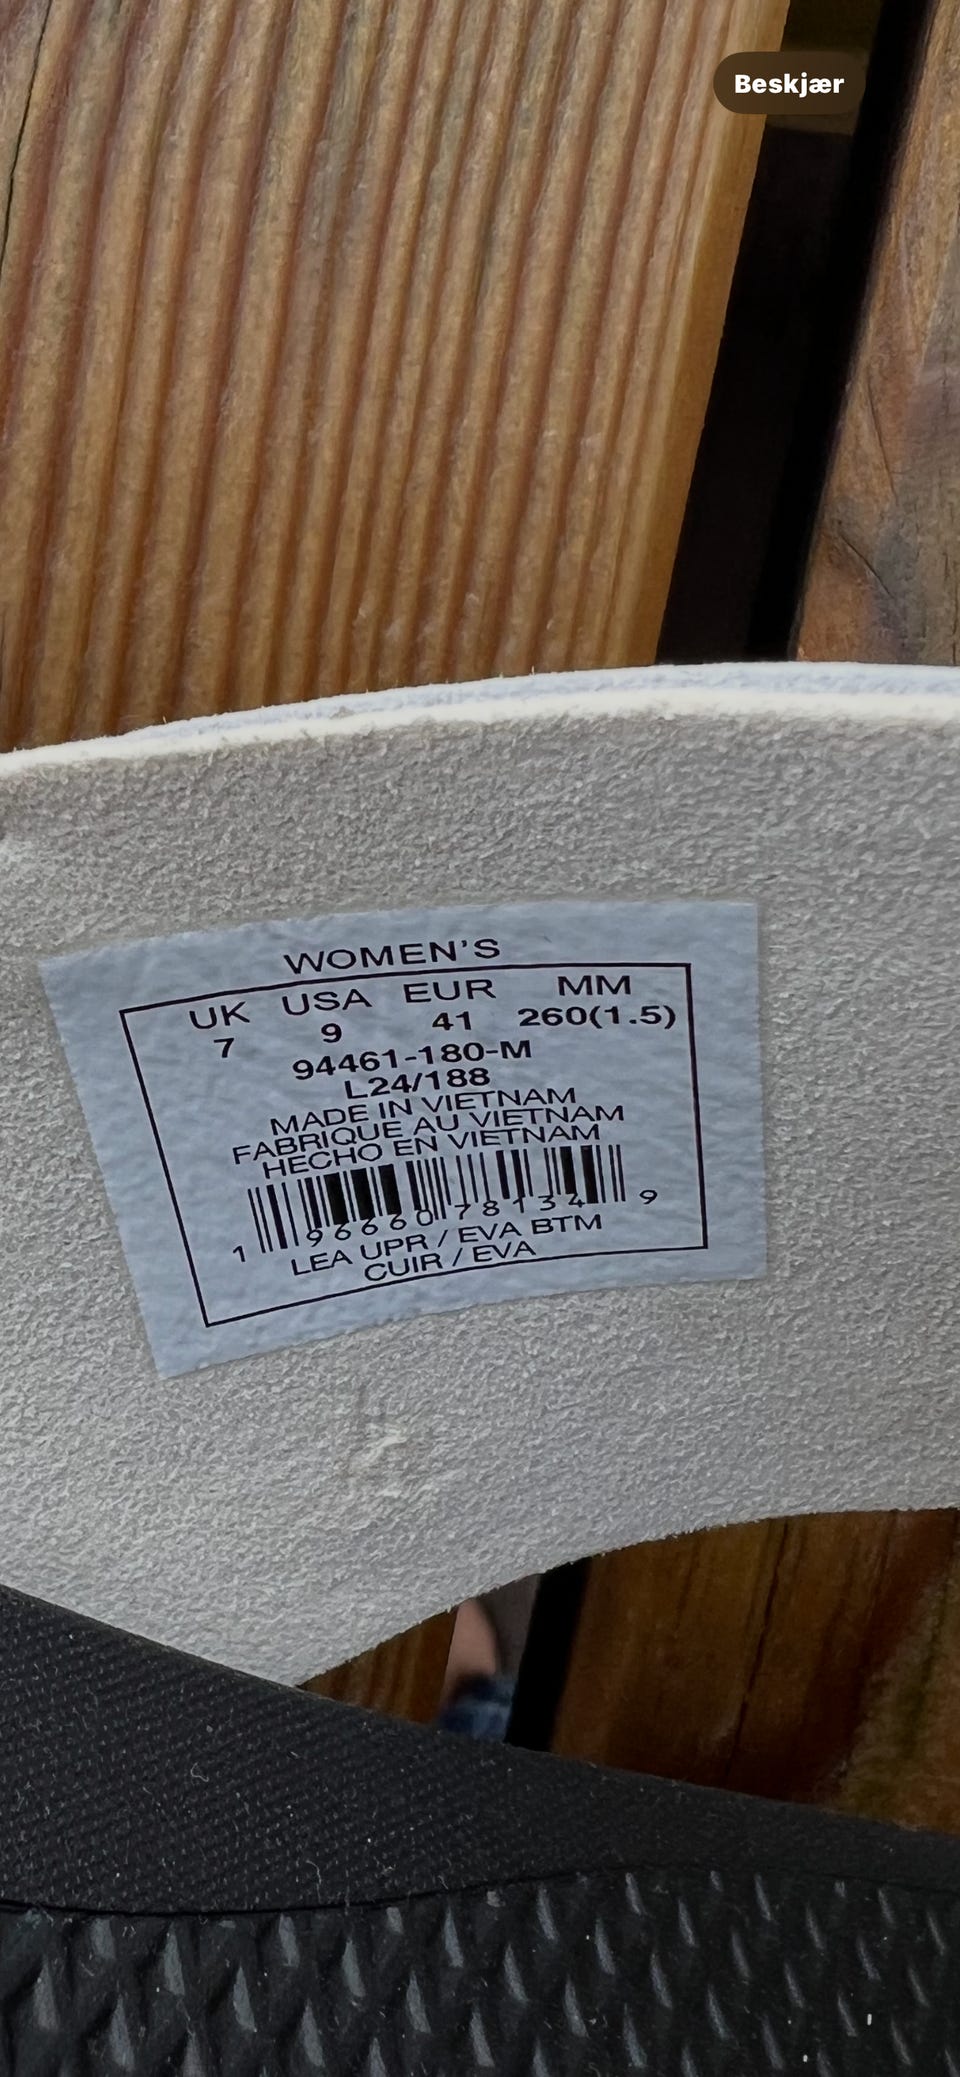 Beskjær
WOMEN'S
UK USA EUR MM
7 9 41 260(1.5)
94461-180-M
L24/188
MADE IN VIETNAM
FABRIQUE AU VIETNAM
HECHO EN VIETNAM
1 96660 78134 9
LEA UPR / EVA BTM
CUIR / EVA